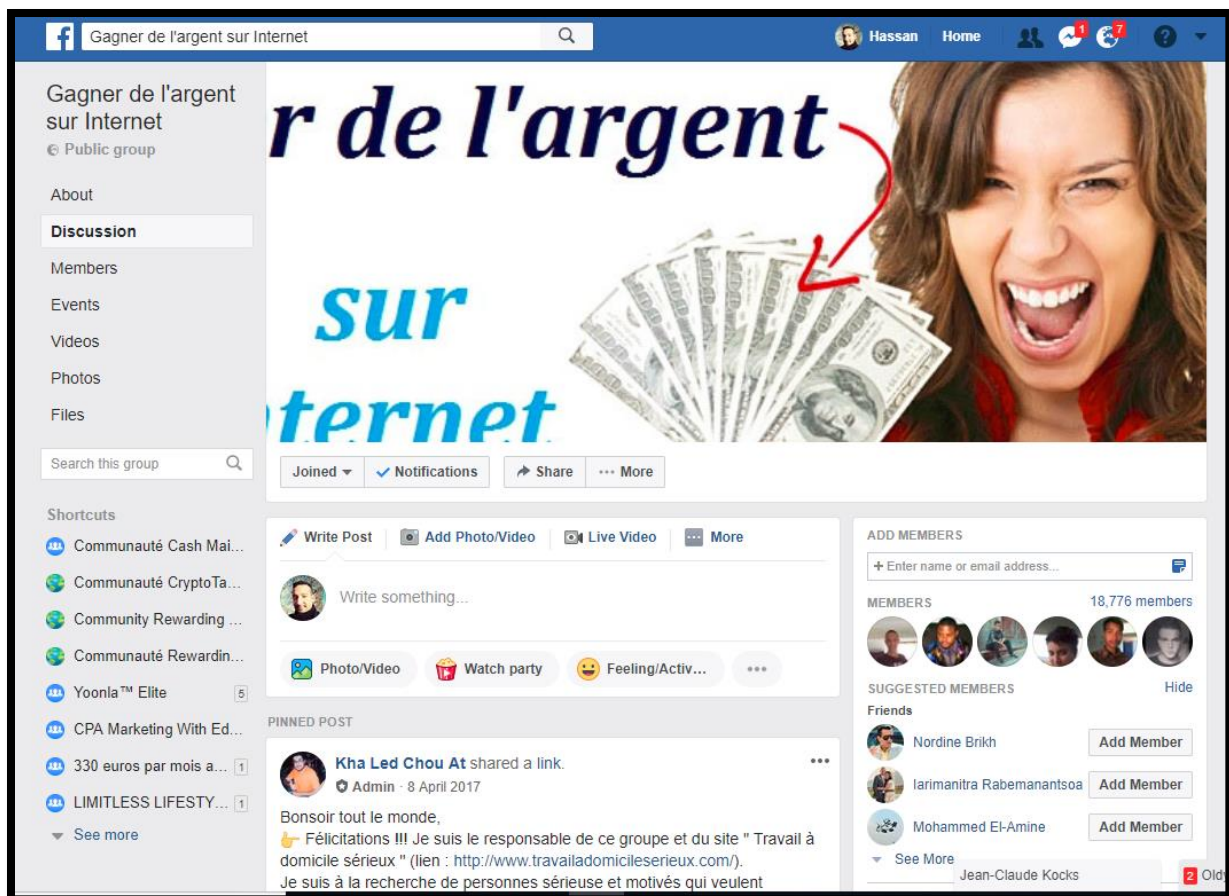 Gagner de l'argent sur Internet
Hassan
Home
1
7
Gagner de l'argent
sur Internet
Public group
About
Discussion
Members
Events
Videos
Photos
Files
Search this group
Shortcuts
Communauté Cash Mai...
Communauté CryptoTa...
Community Rewarding ...
Communauté Rewardin...
Yoonla™ Elite
5
CPA Marketing With Ed...
330 euros par mois a...
1
LIMITLESS LIFESTY...
1
See more
r de l'argent
sur
nternet
Joined
Notifications
Share
More
Write Post
Add Photo/Video
Live Video
More
Write something...
Photo/Video
Watch party
Feeling/Activ...
PINNED POST
Kha Led Chou At shared a link.
Admin · 8 April 2017
Bonsoir tout le monde,
👉 Félicitations !!! Je suis le responsable de ce groupe et du site " Travail à
domicile sérieux " (lien : http://www.travailadomicileserieux.com/).
Je suis à la recherche de personnes sérieuse et motivés qui veulent
ADD MEMBERS
+ Enter name or email address...
MEMBERS
18,776 members
SUGGESTED MEMBERS
Hide
Friends
Nordine Brikh
Add Member
Iarimanitra Rabemanantsoa
Add Member
Mohammed El-Amine
Add Member
See More
Jean-Claude Kocks
2
Old